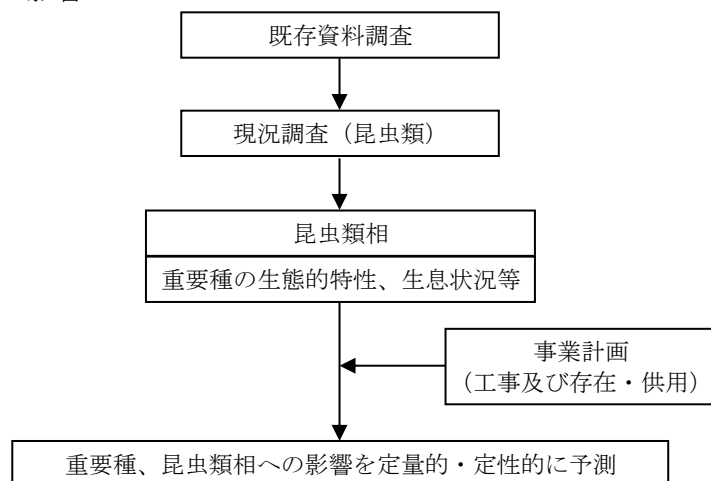 既存資料調査
現況調査（昆虫類）
昆虫類相
重要種の生態的特性、生息状況等
事業計画
（工事及び存在・供用）
重要種、昆虫類相への影響を定量的・定性的に予測